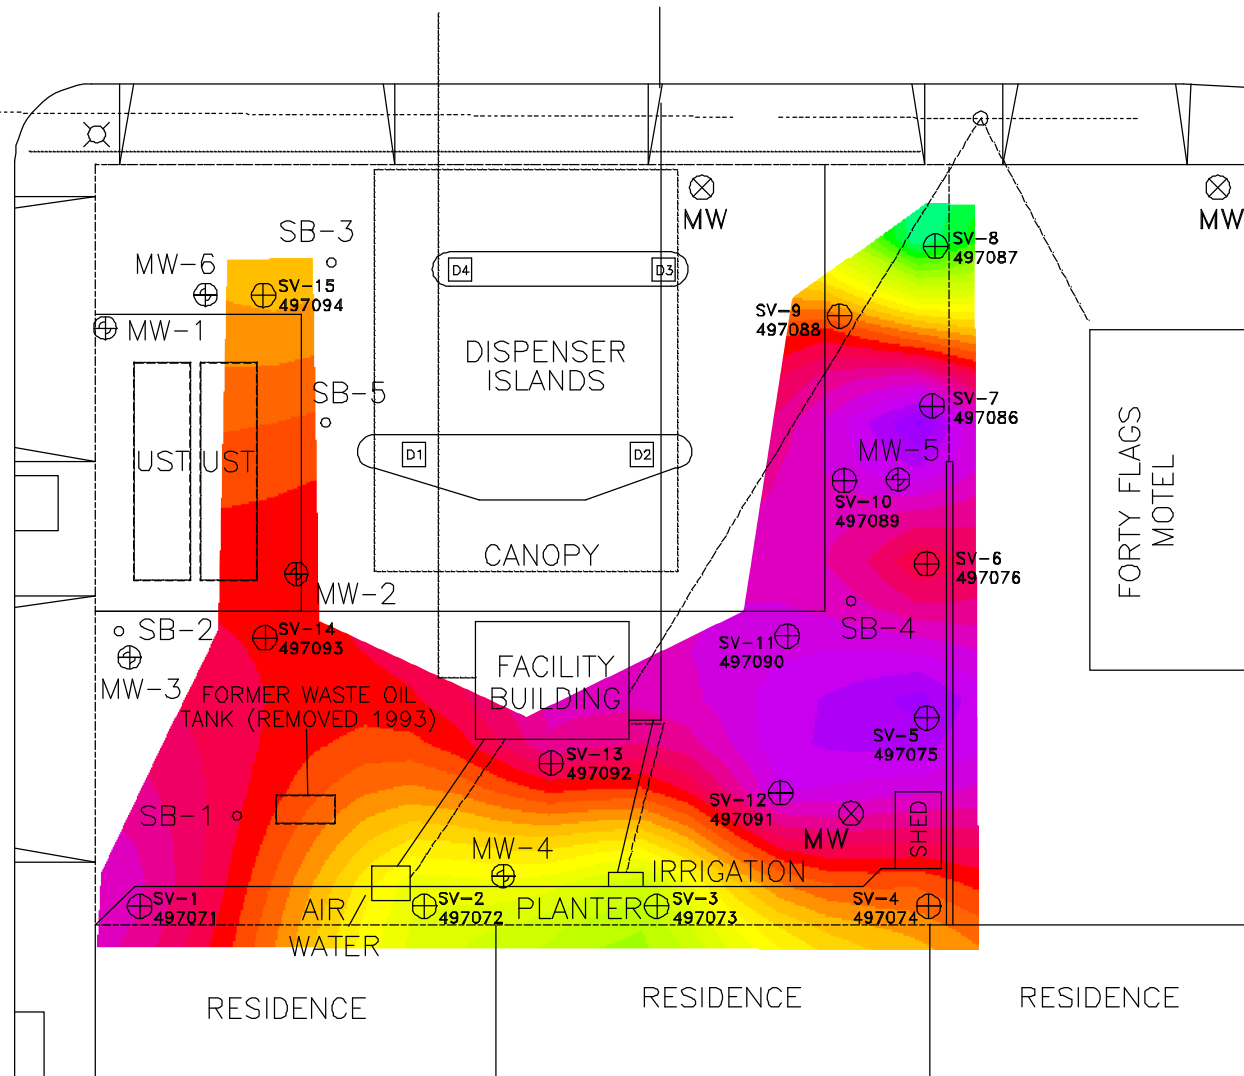 MW
MW
SB-3
SV-8
497087
MW-6
D4
D3
SV-15
497094
SV-9
497088
MW-1
DISPENSER
ISLANDS
SB-5
SV-7
497086
FORTY FLAGS
MOTEL
UST
UST
D1
D2
MW-5
SV-10
497089
CANOPY
SV-6
497076
MW-2
SB-2
SV-14
497093
SB-4
SV-11
497090
MW-3
FACILITY
BUILDING
FORMER WASTE OIL
TANK (REMOVED 1993)
SV-5
497075
SV-13
497092
SV-12
497091
SB-1
MW
SHED
MW-4
IRRIGATION
SV-1
497071
AIR
WATER
SV-2
497072
PLANTER
SV-3
497073
SV-4
497074
RESIDENCE
RESIDENCE
RESIDENCE